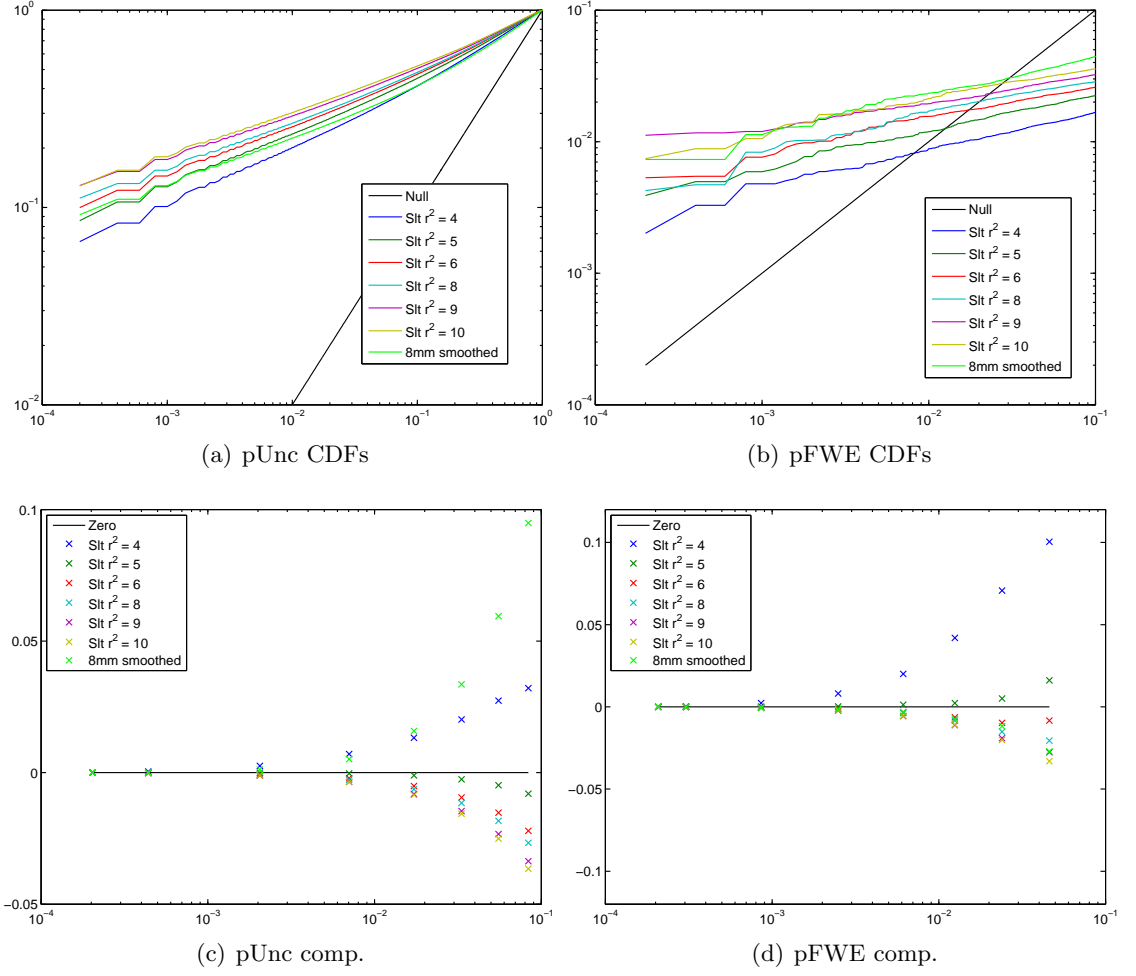 10^0
10^-1
10^-2
10^-4
10^-3
10^-2
10^-1
10^0
Null
Slt r^2 = 4
Slt r^2 = 5
Slt r^2 = 6
Slt r^2 = 8
Slt r^2 = 9
Slt r^2 = 10
8mm smoothed
(a) pUnc CDFs
10^-1
10^-2
10^-3
10^-4
10^-4
10^-3
10^-2
10^-1
Null
Slt r^2 = 4
Slt r^2 = 5
Slt r^2 = 6
Slt r^2 = 8
Slt r^2 = 9
Slt r^2 = 10
8mm smoothed
(b) pFWE CDFs
0.1
0.05
0
-0.05
10^-4
10^-3
10^-2
10^-1
Zero
Slt r^2 = 4
Slt r^2 = 5
Slt r^2 = 6
Slt r^2 = 8
Slt r^2 = 9
Slt r^2 = 10
8mm smoothed
(c) pUnc comp.
0.1
0.05
0
-0.05
-0.1
10^-4
10^-3
10^-2
10^-1
Zero
Slt r^2 = 4
Slt r^2 = 5
Slt r^2 = 6
Slt r^2 = 8
Slt r^2 = 9
Slt r^2 = 10
8mm smoothed
(d) pFWE comp.